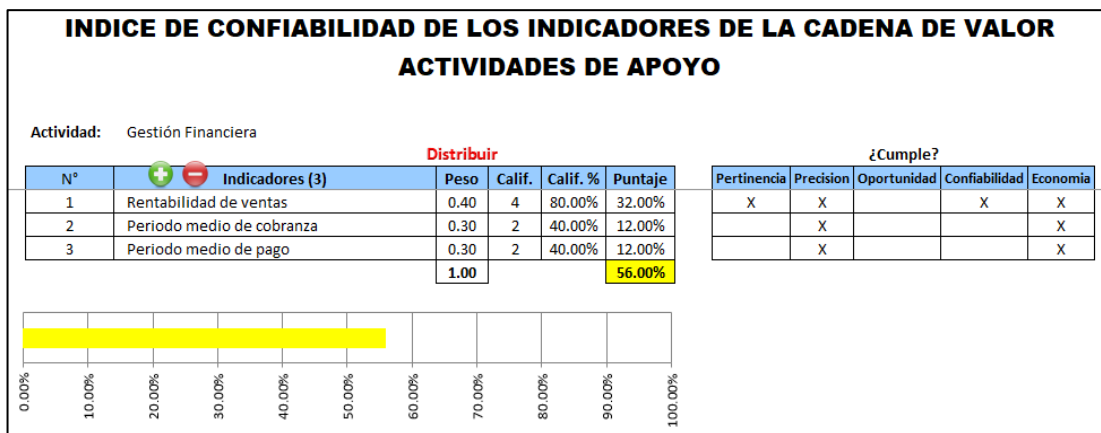 INDICE DE CONFIABILIDAD DE LOS INDICADORES DE LA CADENA DE VALOR
ACTIVIDADES DE APOYO
Actividad: Gestión Financiera
Distribuir ¿Cumple?
N° Indicadores (3) Peso Calif. Calif. % Puntaje Pertinencia Precision Oportunidad Confiabilidad Economia
1 Rentabilidad de ventas 0.40 4 80.00% 32.00% X X X X
2 Periodo medio de cobranza 0.30 2 40.00% 12.00% X X
3 Periodo medio de pago 0.30 2 40.00% 12.00% X X
1.00 56.00%
0.00% 10.00% 20.00% 30.00% 40.00% 50.00% 60.00% 70.00% 80.00% 90.00% 100.00%